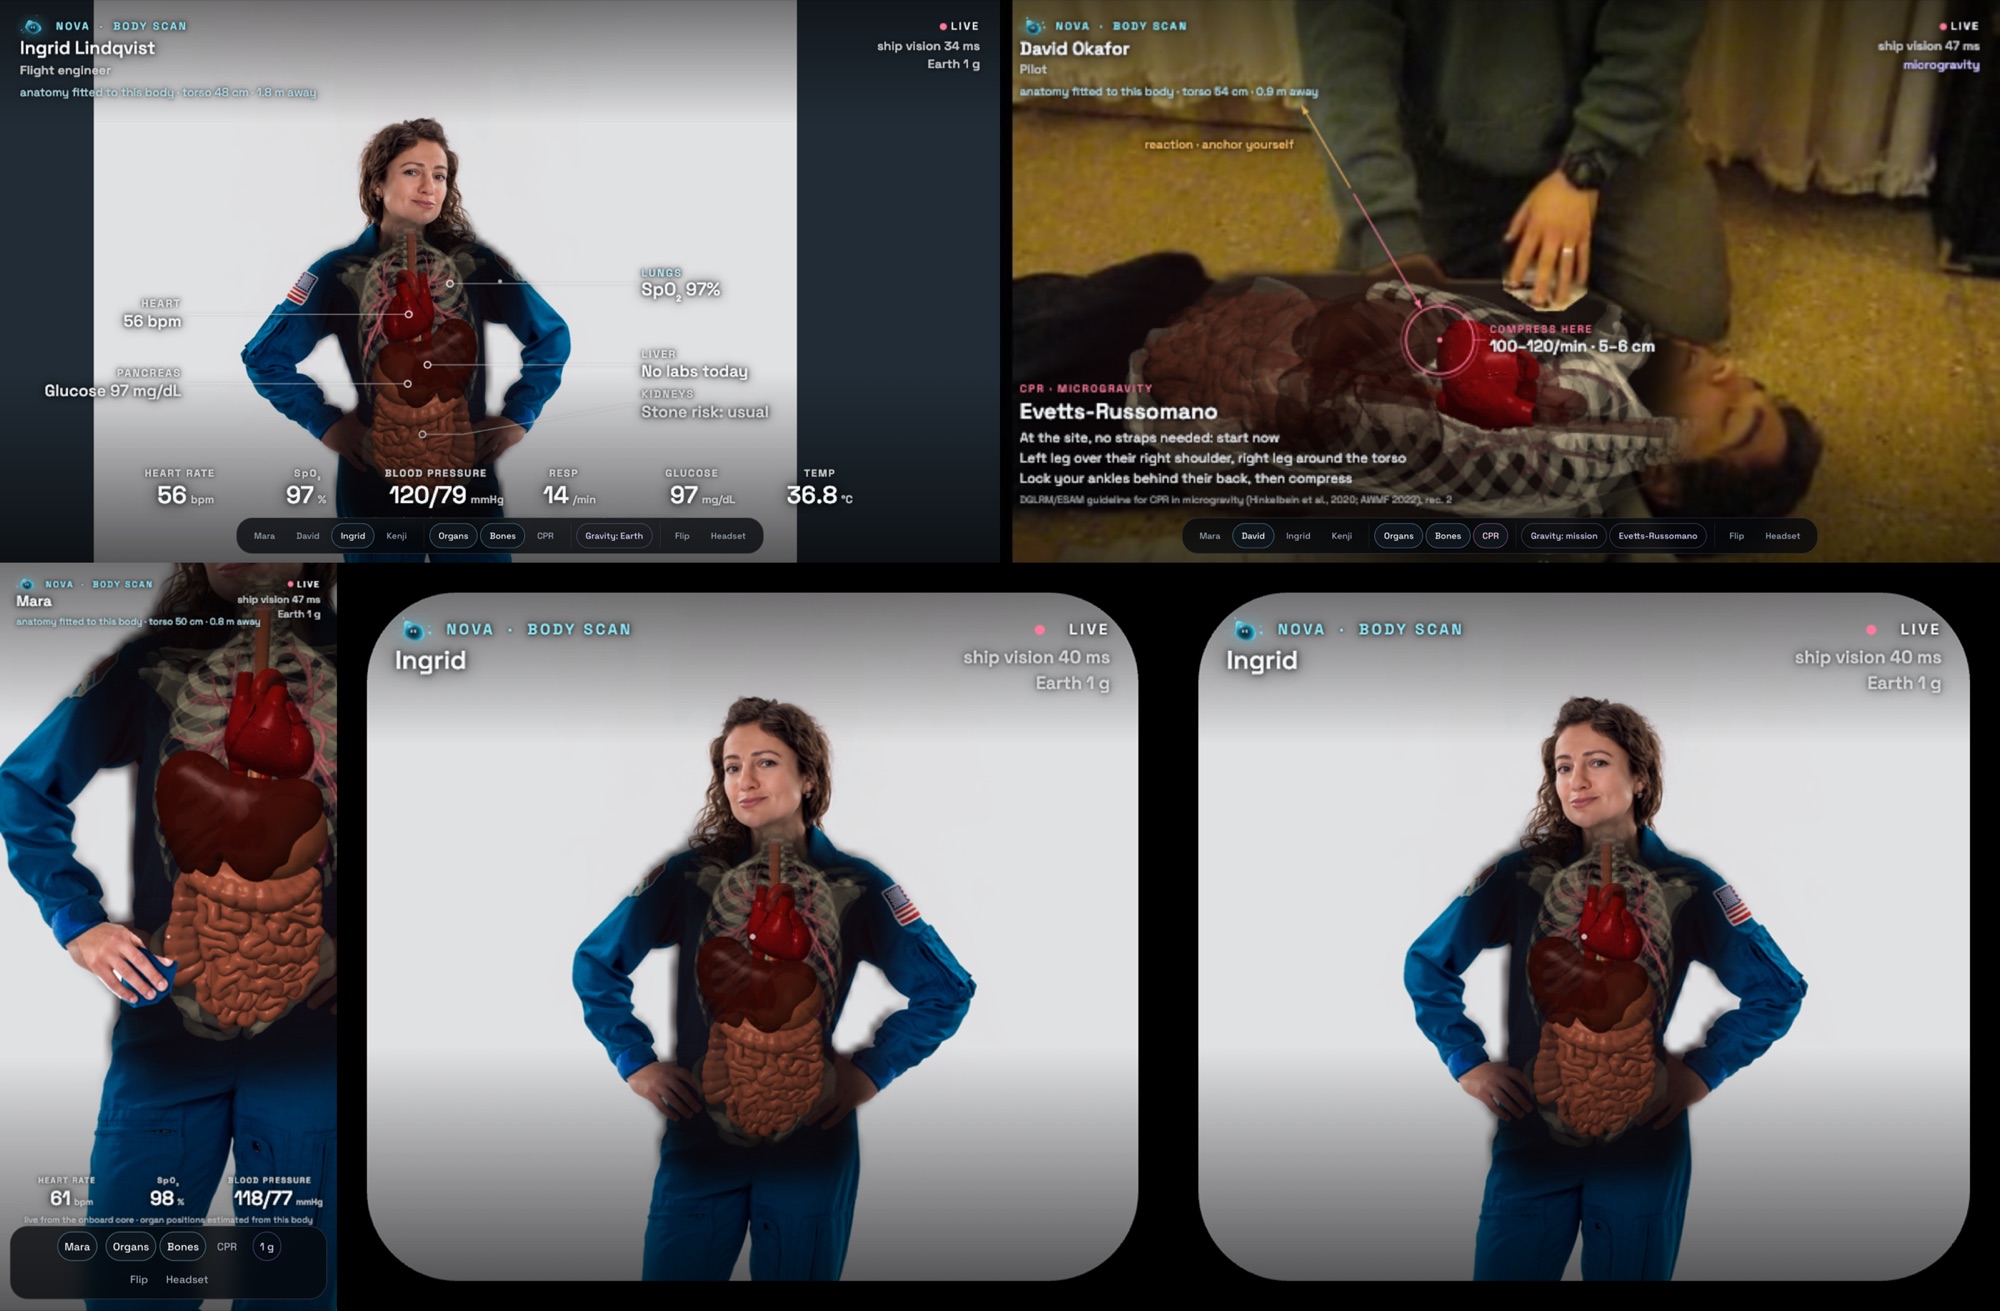 NOVA · BODY SCAN
Ingrid Lindqvist
Flight engineer
anatomy fitted to this body · torso 48 cm · 1.8 m away
LIVE
ship vision 34 ms
Earth 1 g
HEART
56 bpm
PANCREAS
Glucose 97 mg/dL
LUNGS
SpO₂ 97%
LIVER
No labs today
KIDNEYS
Stone risk: usual
HEART RATE
56 bpm
SpO₂
97 %
BLOOD PRESSURE
120/79 mmHg
RESP
14 /min
GLUCOSE
97 mg/dL
TEMP
36.8 °C
Mara David Ingrid Kenji Organs Bones CPR Gravity: Earth Flip Headset
NOVA · BODY SCAN
David Okafor
Pilot
anatomy fitted to this body · torso 54 cm · 0.9 m away
LIVE
ship vision 47 ms
microgravity
reaction · anchor yourself
COMPRESS HERE
100–120/min · 5–6 cm
CPR · MICROGRAVITY
Evetts-Russomano
At the site, no straps needed: start now
Left leg over their right shoulder, right leg around the torso
Lock your ankles behind their back, then compress
DGLRM/ESAM guideline for CPR in microgravity (Hinkelbein et al., 2020; AWMF 2022), rec. 2
Mara David Ingrid Kenji Organs Bones CPR Gravity: mission Evetts-Russomano Flip Headset
NOVA · BODY SCAN
Mara
anatomy fitted to this body · torso 50 cm · 0.8 m away
LIVE
ship vision 47 ms
Earth 1 g
HEART RATE
61 bpm
SpO₂
98 %
BLOOD PRESSURE
118/77 mmHg
live from the onboard core · organ positions estimated from this body
Mara Organs Bones CPR 1 g
Flip Headset
NOVA · BODY SCAN
Ingrid
LIVE
ship vision 40 ms
Earth 1 g
NOVA · BODY SCAN
Ingrid
LIVE
ship vision 40 ms
Earth 1 g